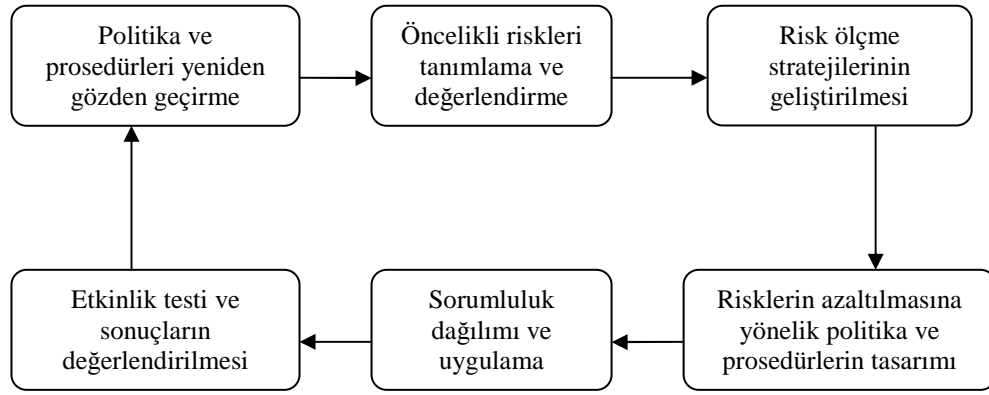 Politika ve
prosedürleri yeniden
gözden geçirme
Öncelikli riskleri
tanımlama ve
değerlendirme
Risk ölçme
stratejilerinin
geliştirilmesi
Risklerin azaltılmasına
yönelik politika ve
prosedürlerin tasarımı
Sorumluluk
dağılımı ve
uygulama
Etkinlik testi ve
sonuçların
değerlendirilmesi